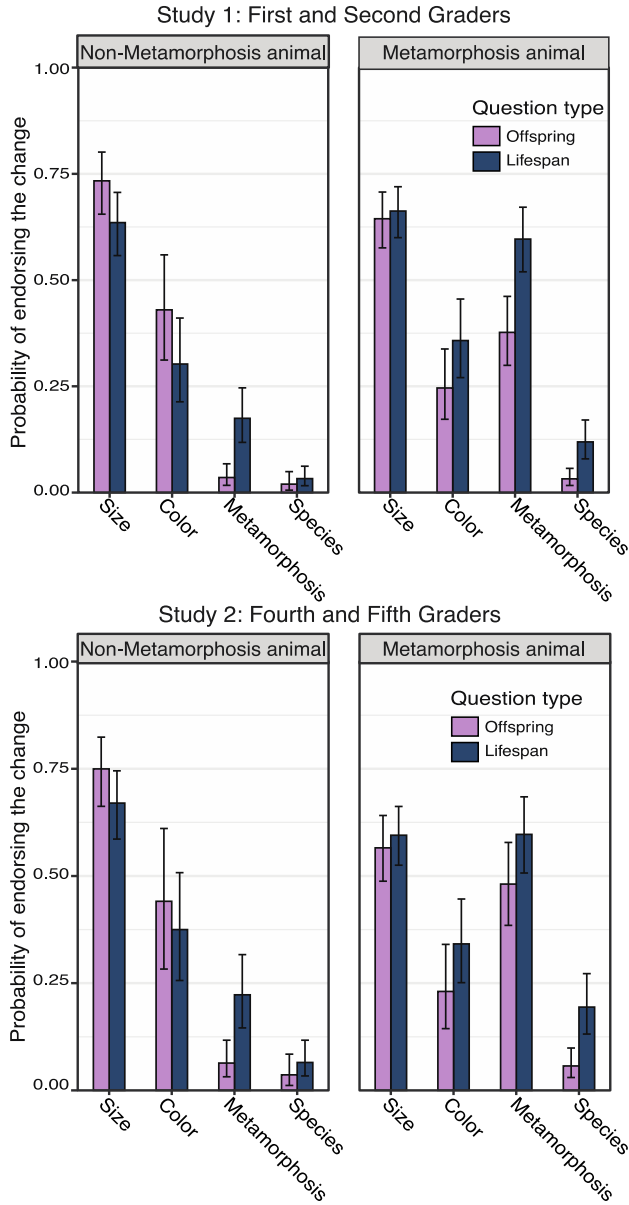 Study 1: First and Second Graders
Non-Metamorphosis animal
Metamorphosis animal
Probability of endorsing the change
1.00
0.75
0.50
0.25
0.00
Question type
Offspring
Lifespan
Size
Color
Metamorphosis
Species
Size
Color
Metamorphosis
Species
Study 2: Fourth and Fifth Graders
Non-Metamorphosis animal
Metamorphosis animal
Probability of endorsing the change
1.00
0.75
0.50
0.25
0.00
Question type
Offspring
Lifespan
Size
Color
Metamorphosis
Species
Size
Color
Metamorphosis
Species